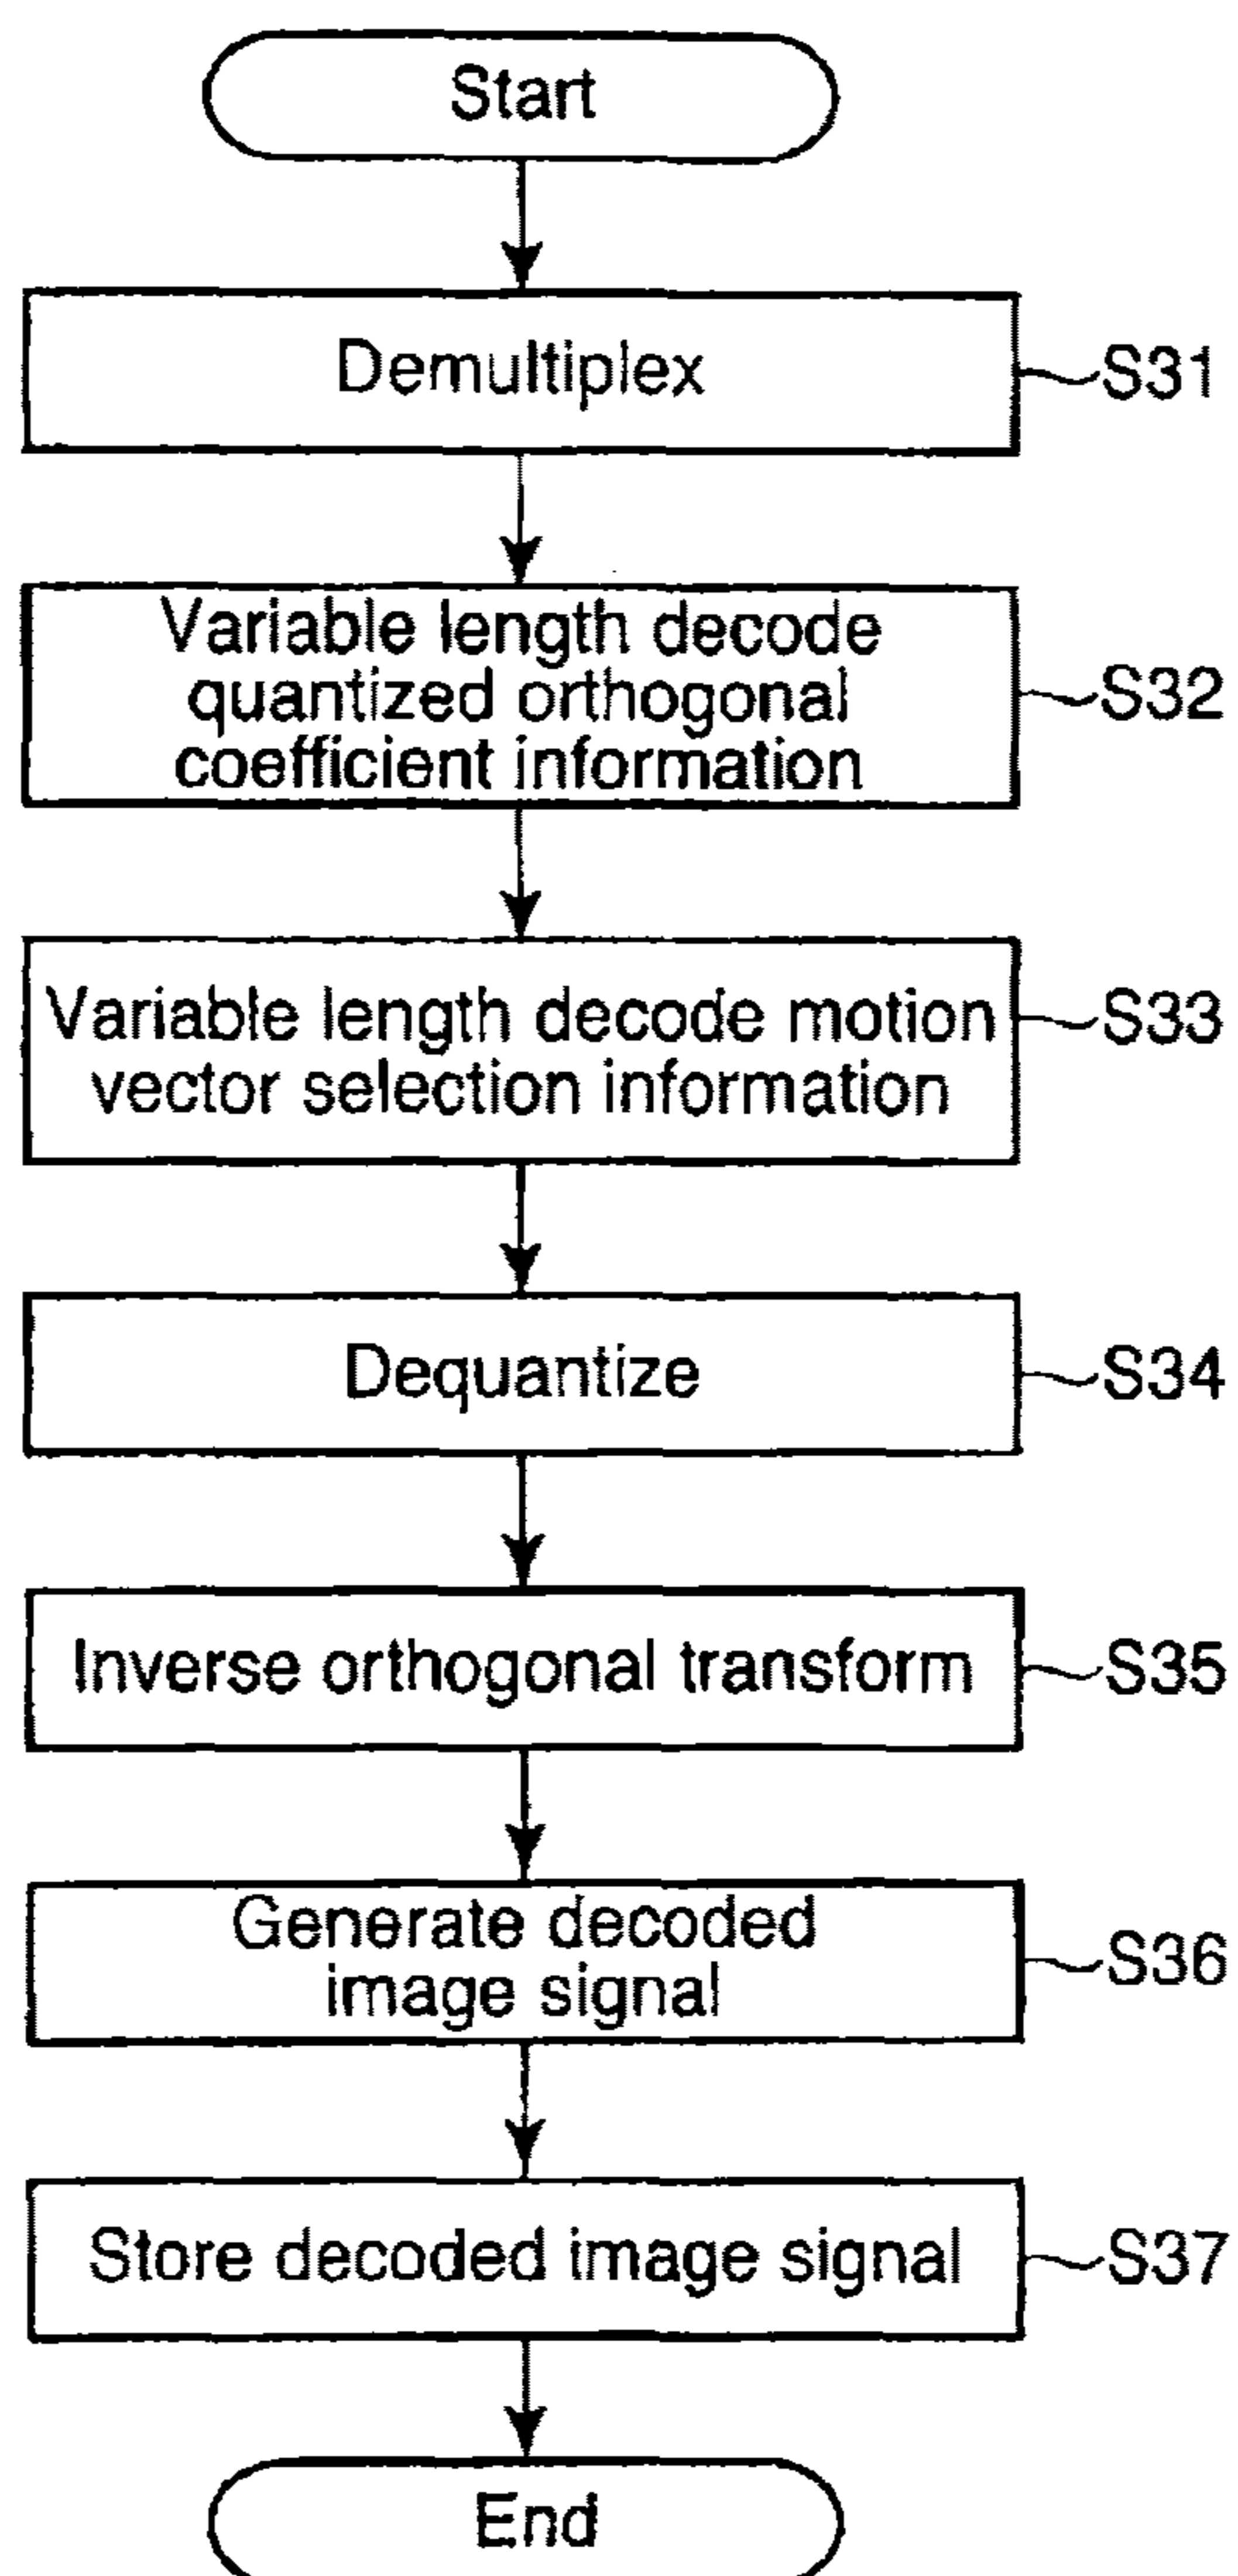 Start
Demultiplex
S31
Variable length decode
quantized orthogonal
coefficient information
S32
Variable length decode motion
vector selection information
S33
Dequantize
S34
Inverse orthogonal transform
S35
Generate decoded
image signal
S36
Store decoded image signal
S37
End